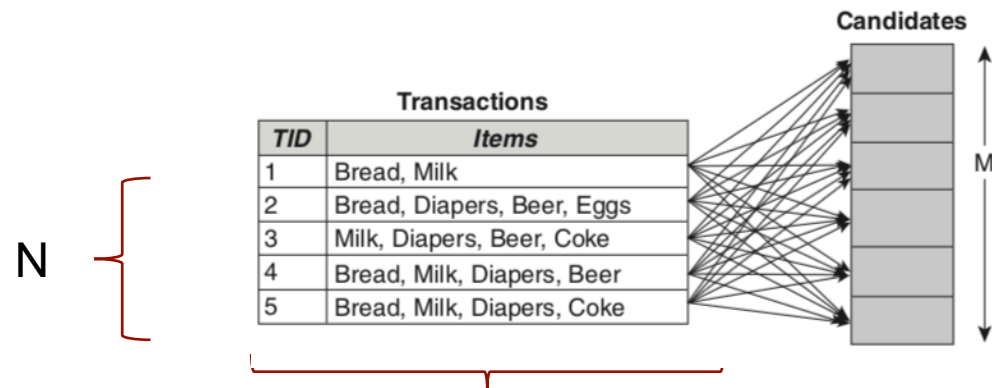 Candidates
Transactions
TID Items
1 Bread, Milk
2 Bread, Diapers, Beer, Eggs
3 Milk, Diapers, Beer, Coke
4 Bread, Milk, Diapers, Beer
5 Bread, Milk, Diapers, Coke
N
M